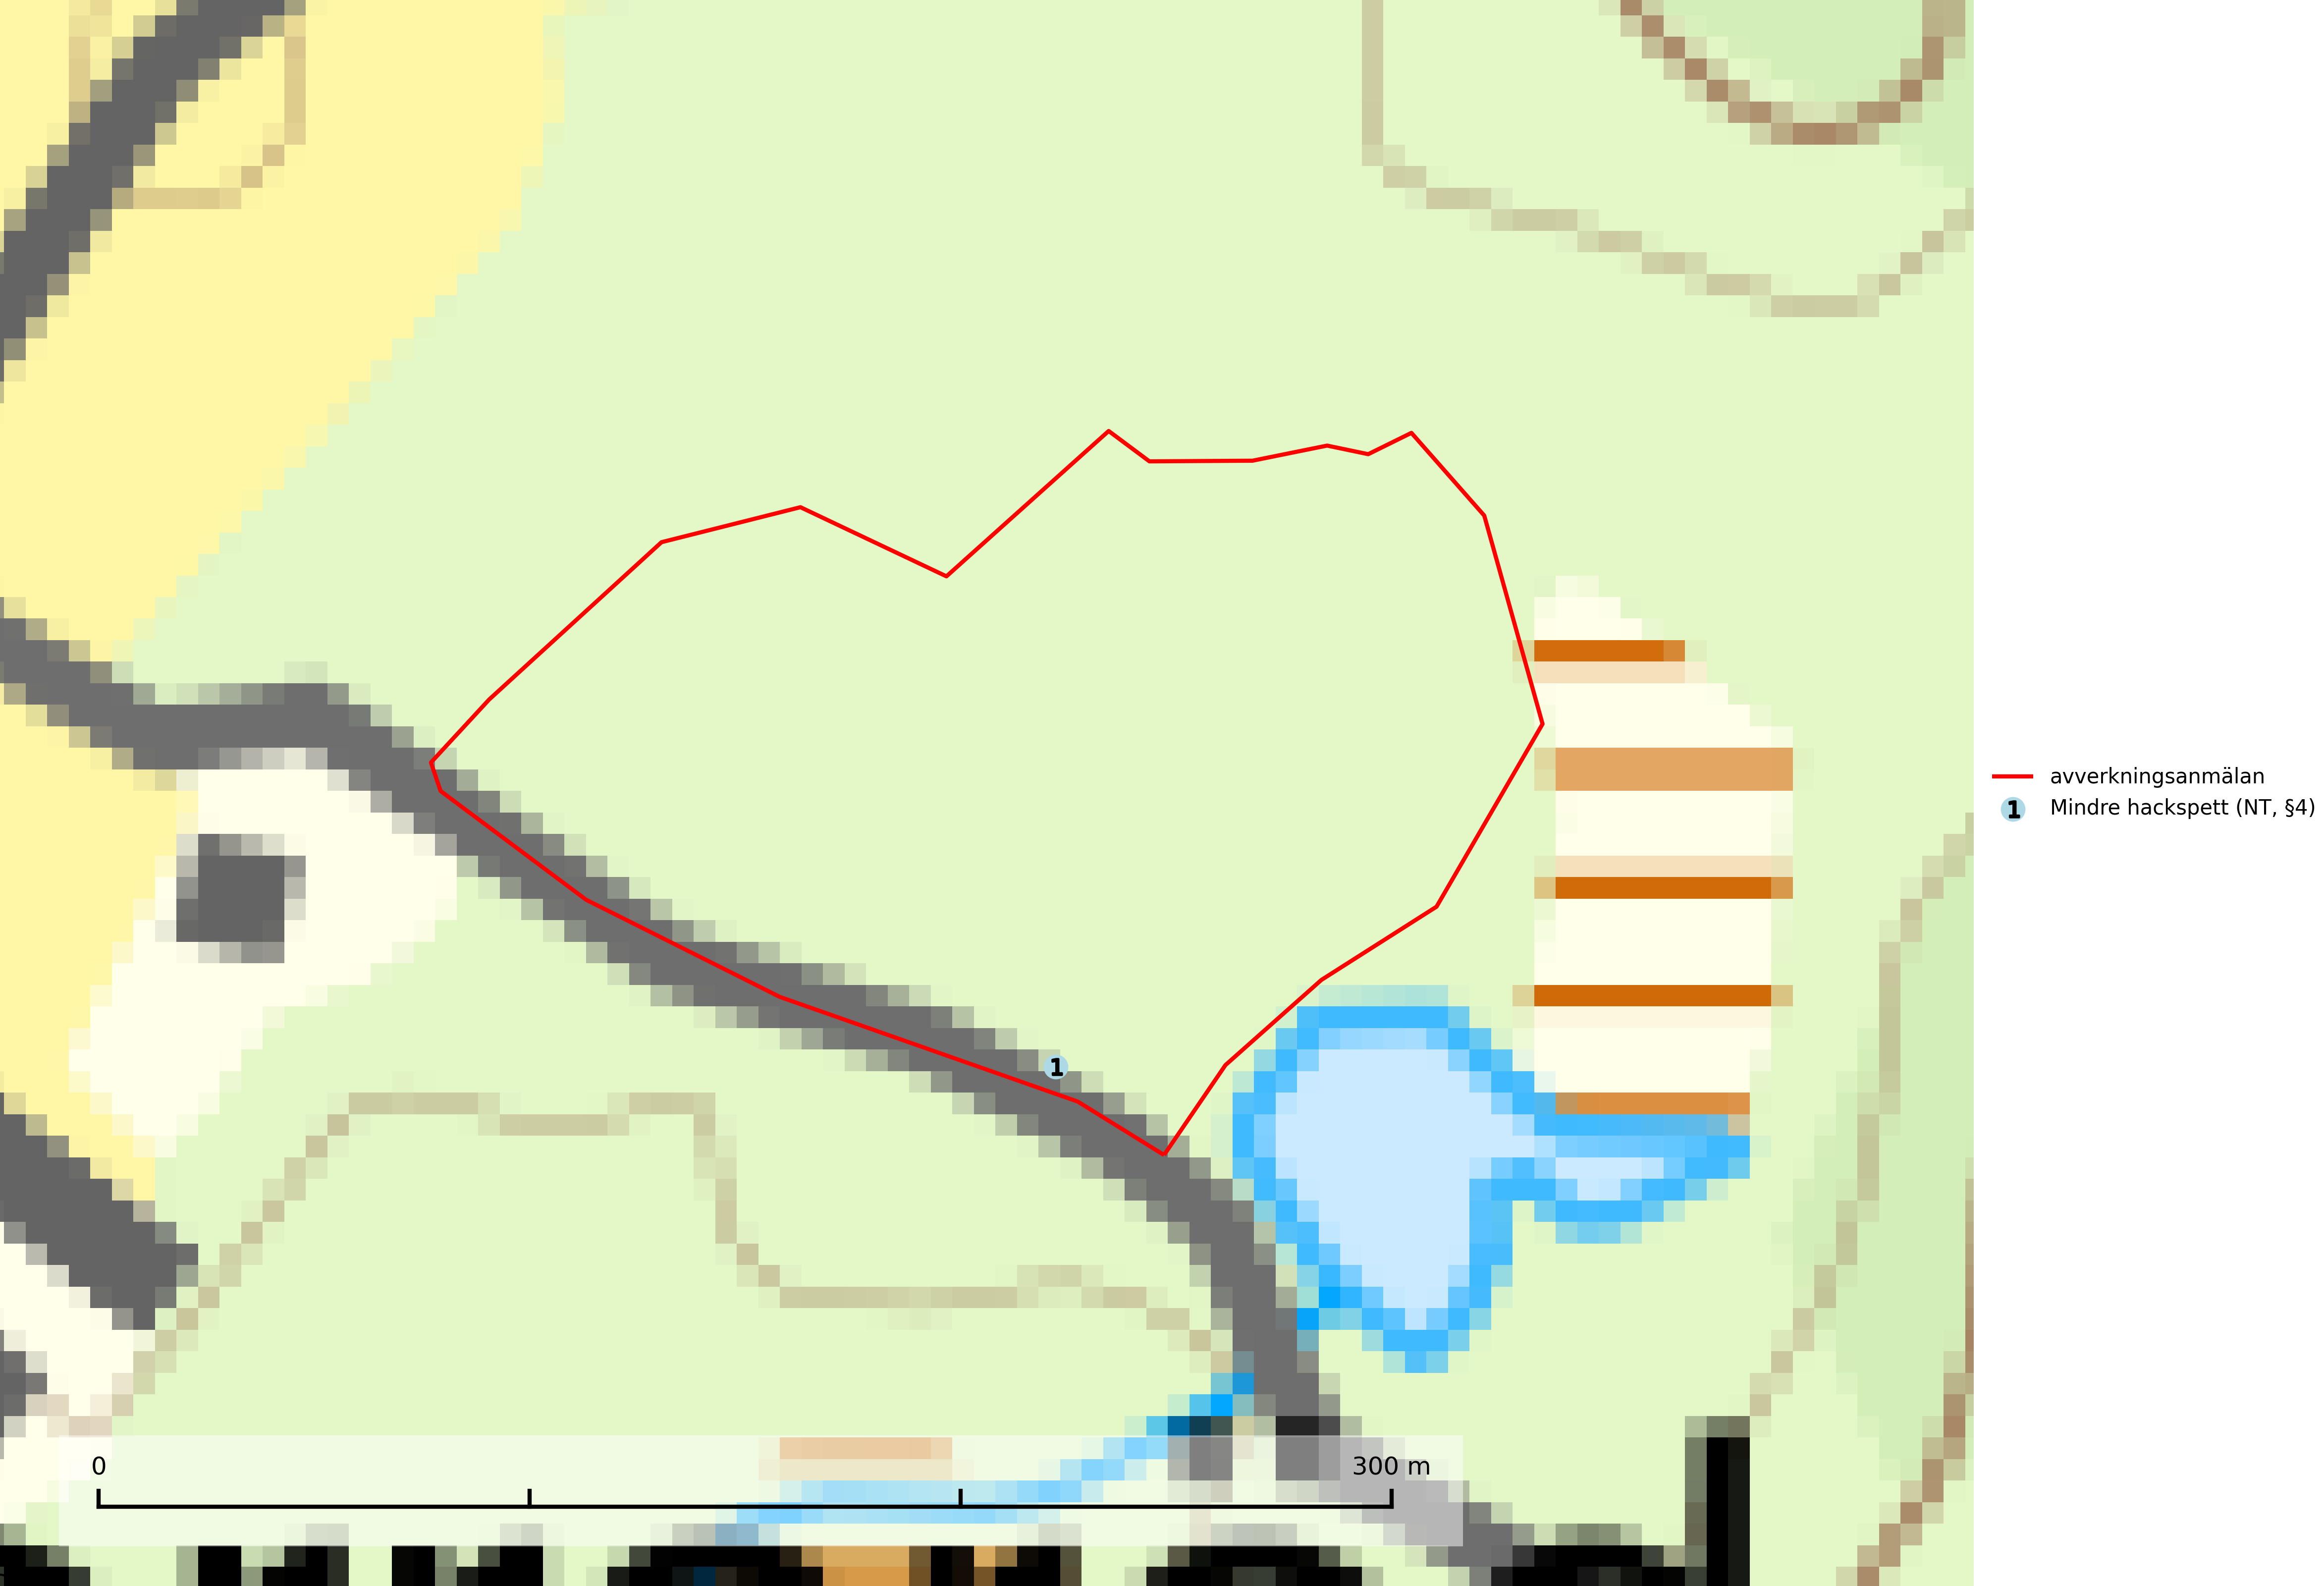 avverkningsanmälan
1 Mindre hackspett (NT, §4)
1
0 300 m